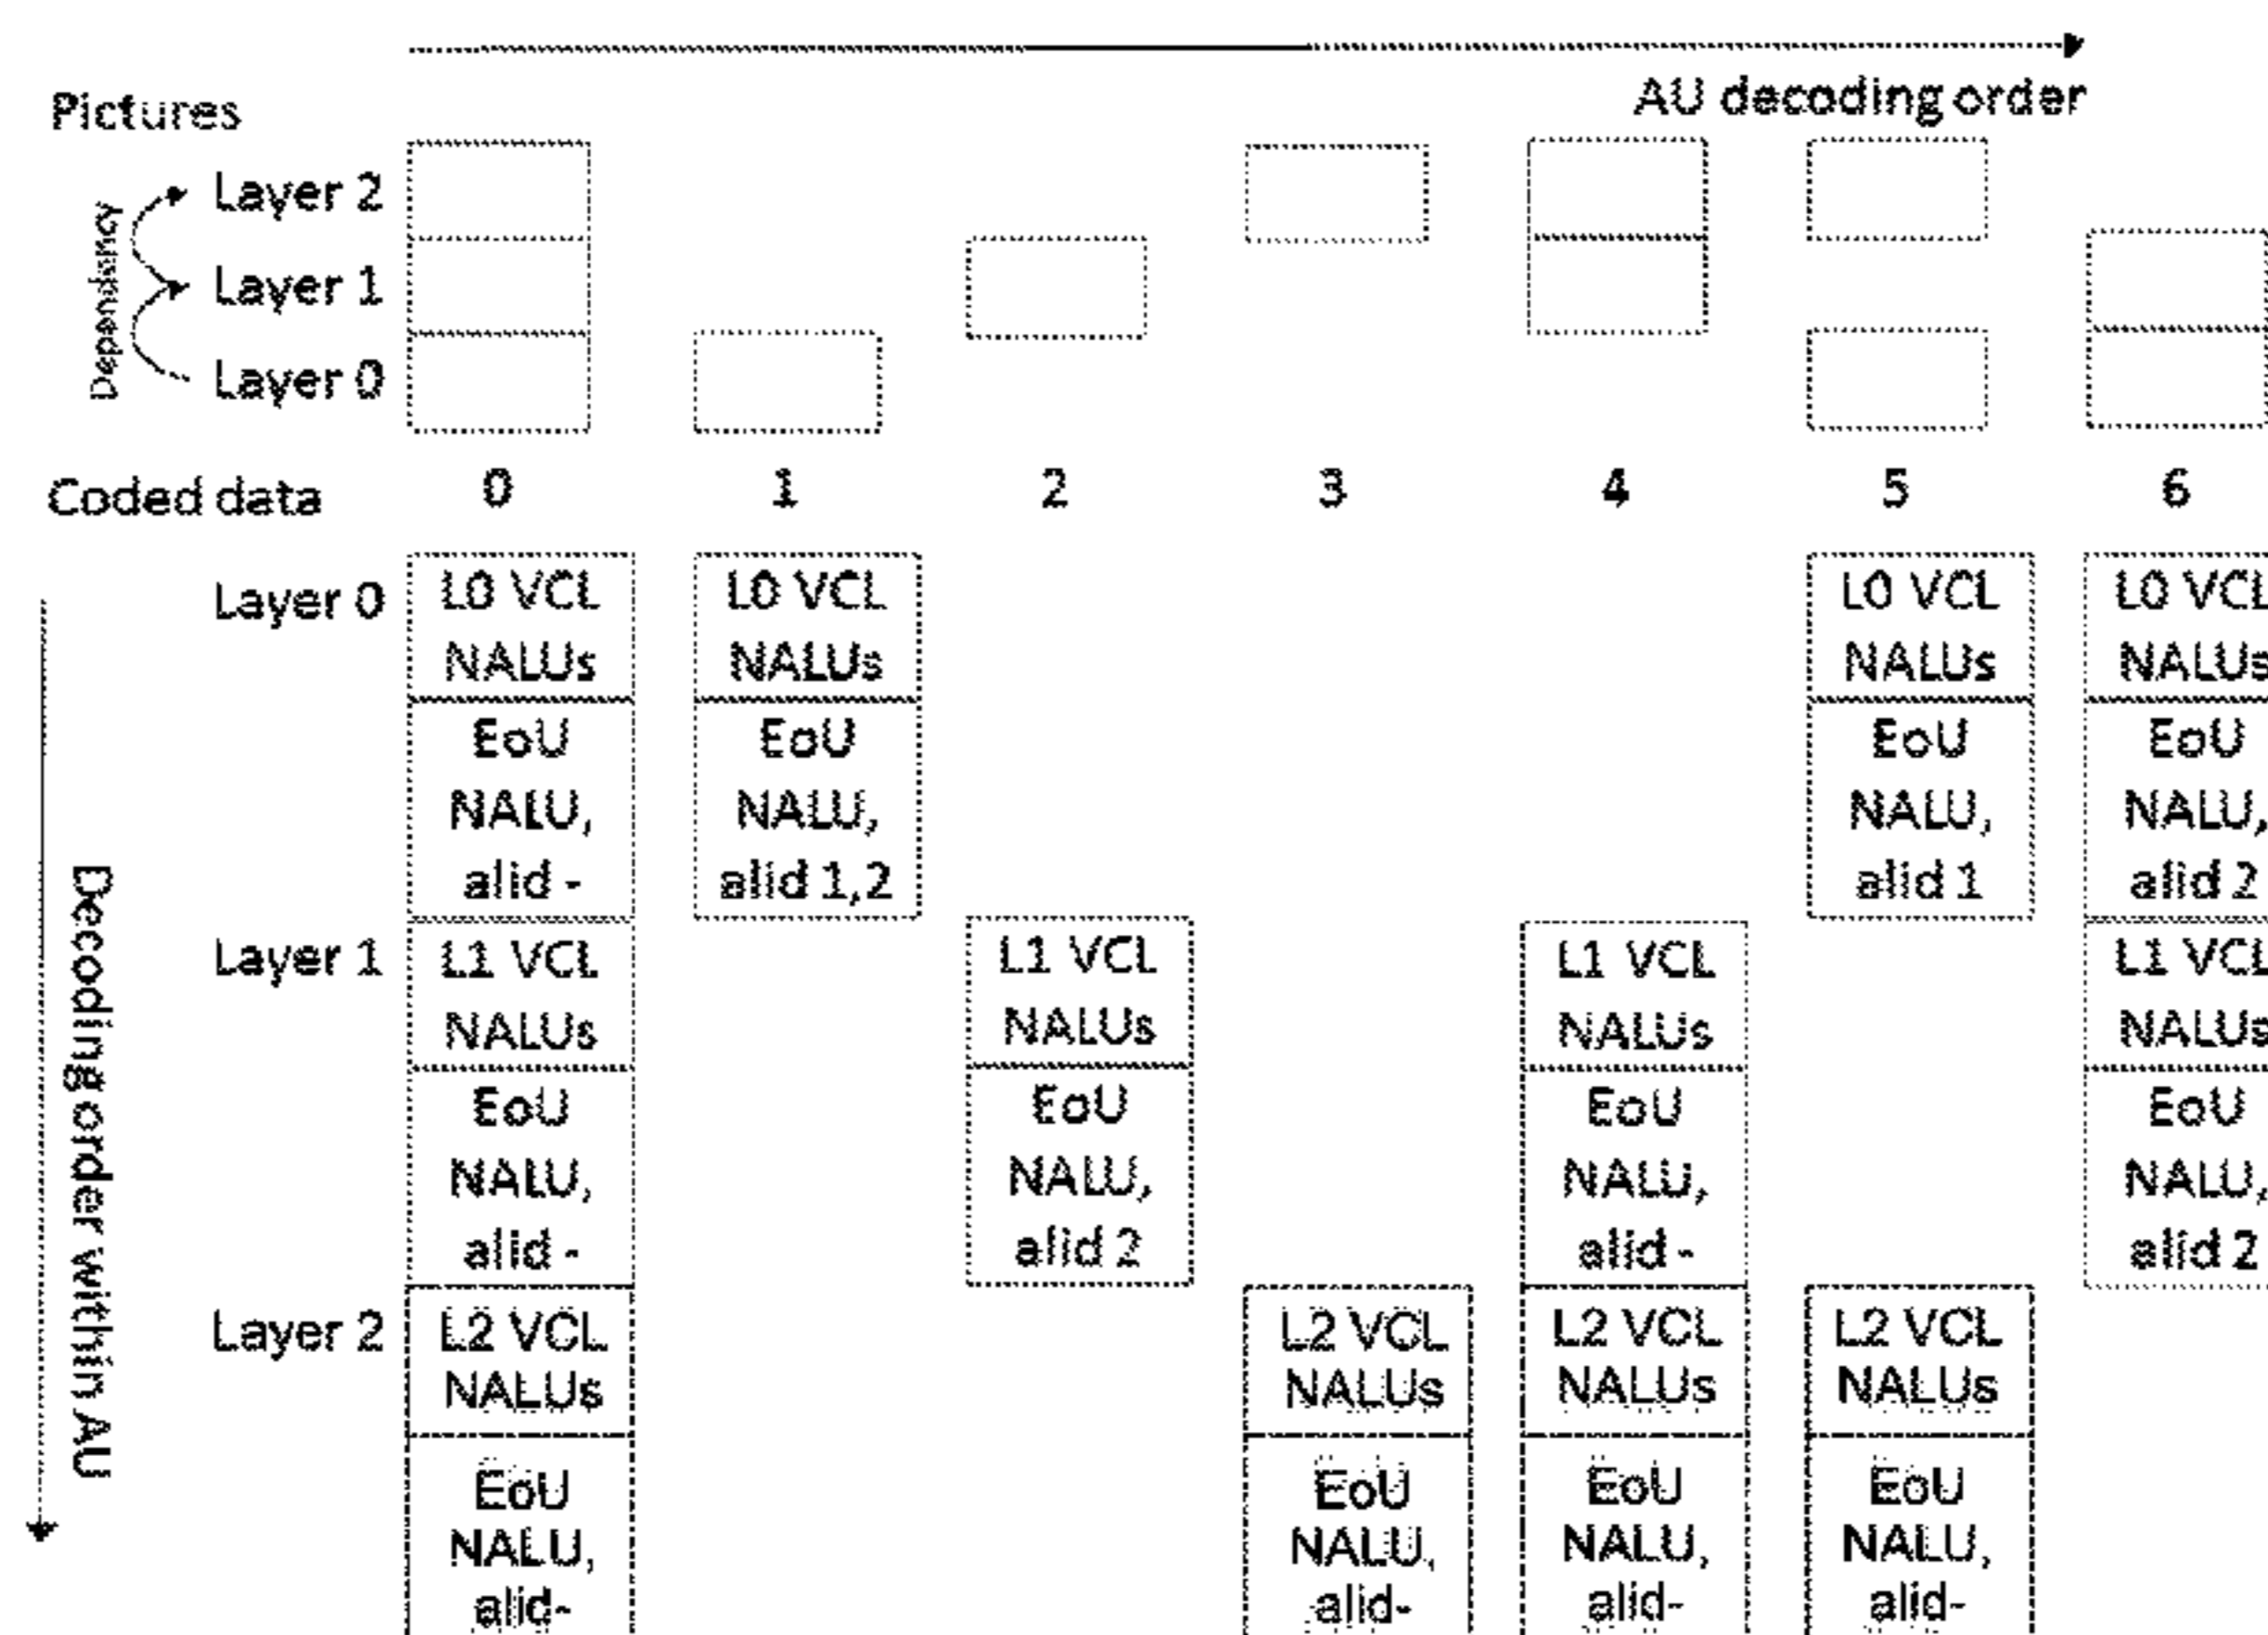 AU decoding order
Pictures
Dependency
Layer 2
Layer 1
Layer 0
Coded data 0 1 2 3 4 5 6
Decoding order within AU
Layer 0 L0 VCL L0 VCL L0 VCL L0 VCL
NALUs NALUs NALUs NALUs
EoU EoU EoU EoU
NALU, NALU, NALU, NALU,
alid - alid 1,2 alid 1 alid 2
Layer 1 L1 VCL L1 VCL L1 VCL L1 VCL
NALUs NALUs NALUs NALUs
EoU EoU EoU EoU
NALU, NALU, NALU, NALU,
alid - alid 2 alid - alid 2
Layer 2 L2 VCL L2 VCL L2 VCL L2 VCL
NALUs NALUs NALUs NALUs
EoU EoU EoU EoU
NALU, NALU, NALU, NALU,
alid- alid- alid- alid-